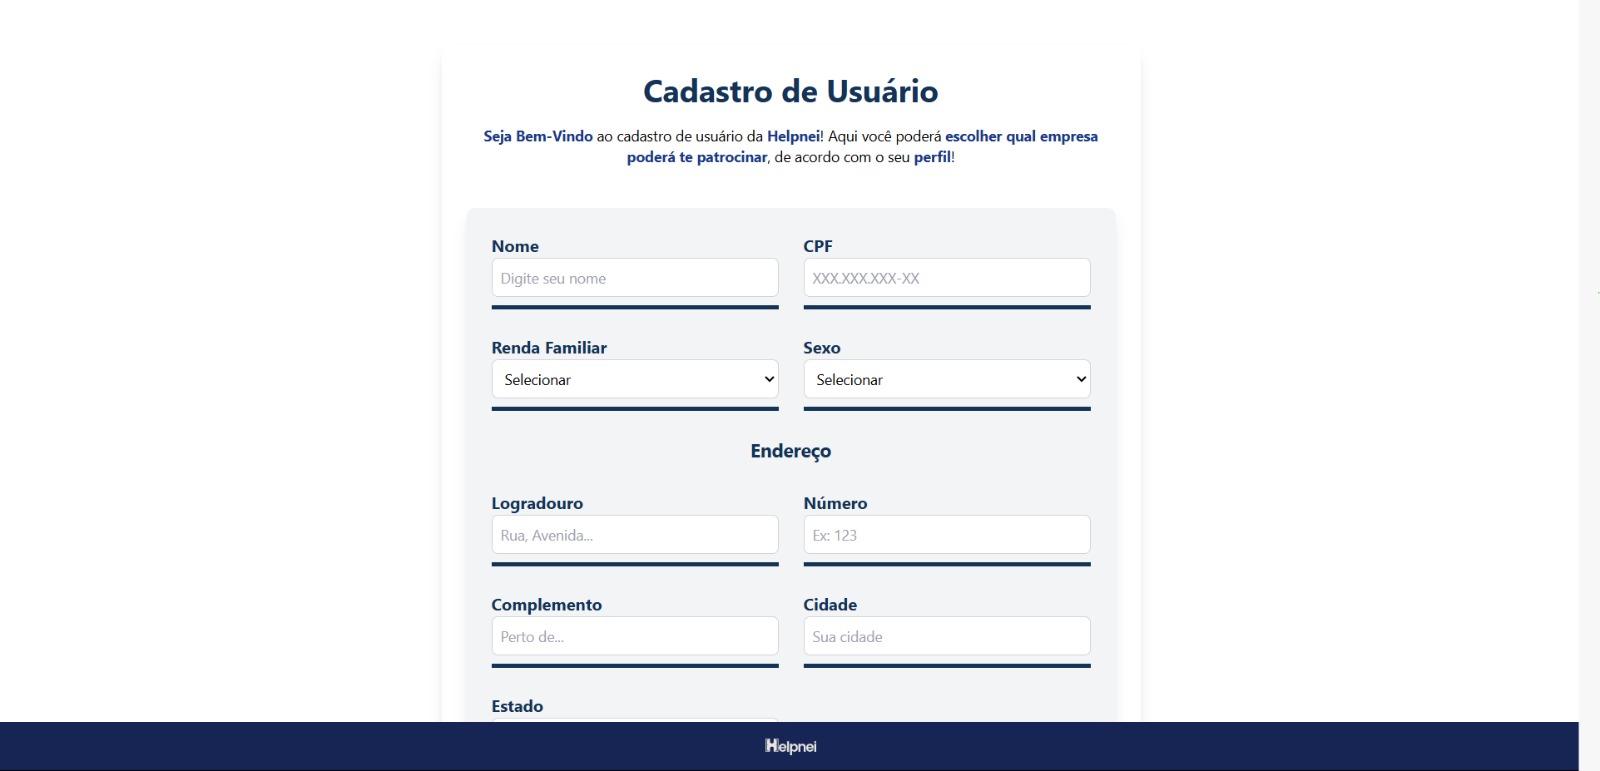 Cadastro de Usuário
Seja Bem-Vindo ao cadastro de usuário da Helpnei! Aqui você poderá escolher qual empresa
poderá te patrocinar, de acordo com o seu perfil!
Nome
CPF
Digite seu nome
XXX.XXX.XXX-XX
Renda Familiar
Sexo
Selecionar
Selecionar
Endereço
Logradouro
Número
Rua, Avenida...
Ex: 123
Complemento
Cidade
Perto de...
Sua cidade
Estado
Helpnei